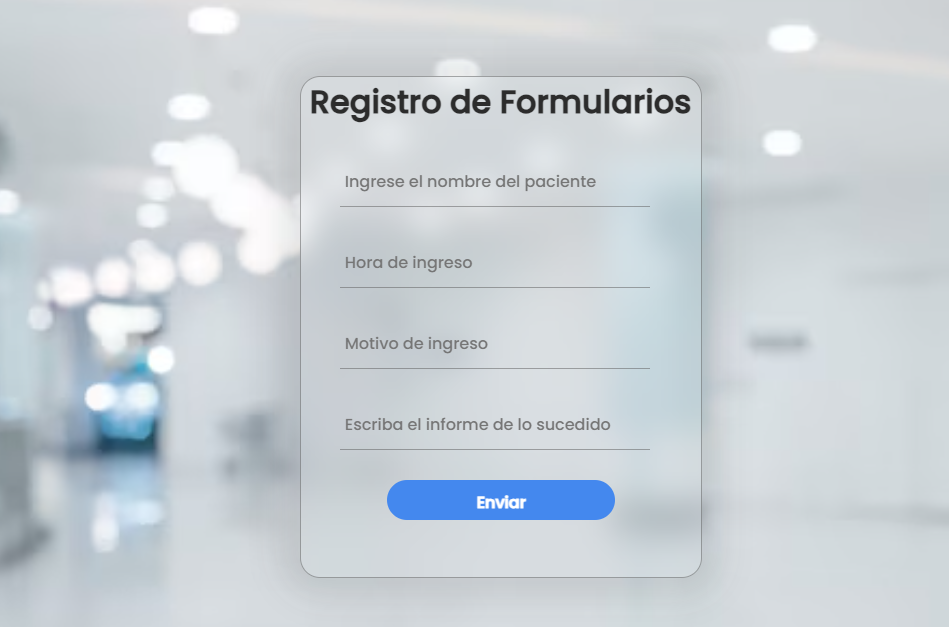 Registro de Formularios
Ingrese el nombre del paciente
Hora de ingreso
Motivo de ingreso
Escriba el informe de lo sucedido
Enviar